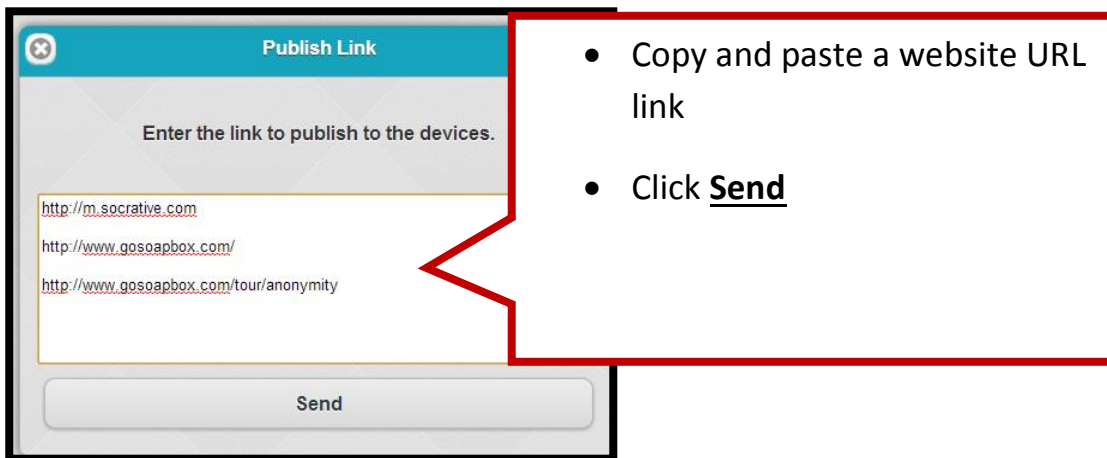 Publish Link
Enter the link to publish to the devices.
http://m.socrative.com
http://www.gosoapbox.com/
http://www.gosoapbox.com/tour/anonymity
Send
• Copy and paste a website URL
link
• Click Send